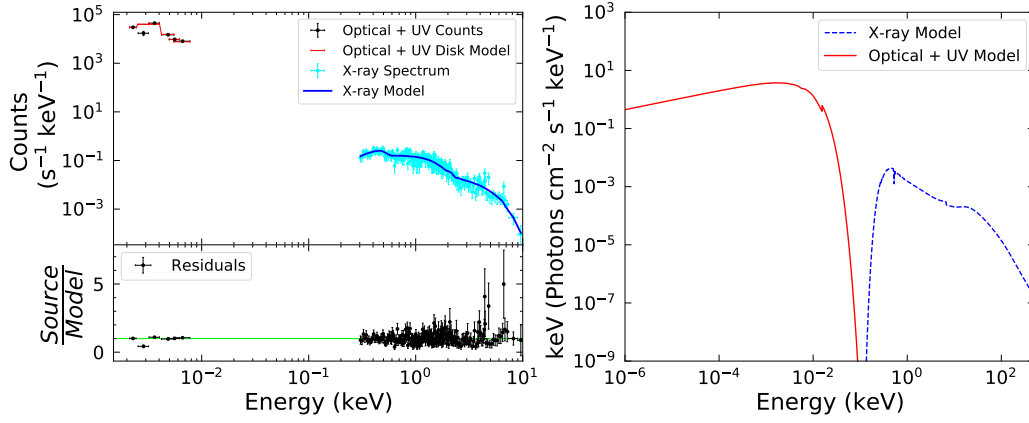 10^5
10^3
10^1
10^-1
10^-3
Counts
(s^-1 keV^-1)
Optical + UV Counts
Optical + UV Disk Model
X-ray Spectrum
X-ray Model
5
0
Source
Model
Residuals
10^-2
10^-1
10^0
10^1
Energy (keV)
10^3
10^1
10^-1
10^-3
10^-5
10^-7
10^-9
keV (Photons cm^-2 s^-1 keV^-1)
X-ray Model
Optical + UV Model
10^-6
10^-4
10^-2
10^0
10^2
Energy (keV)